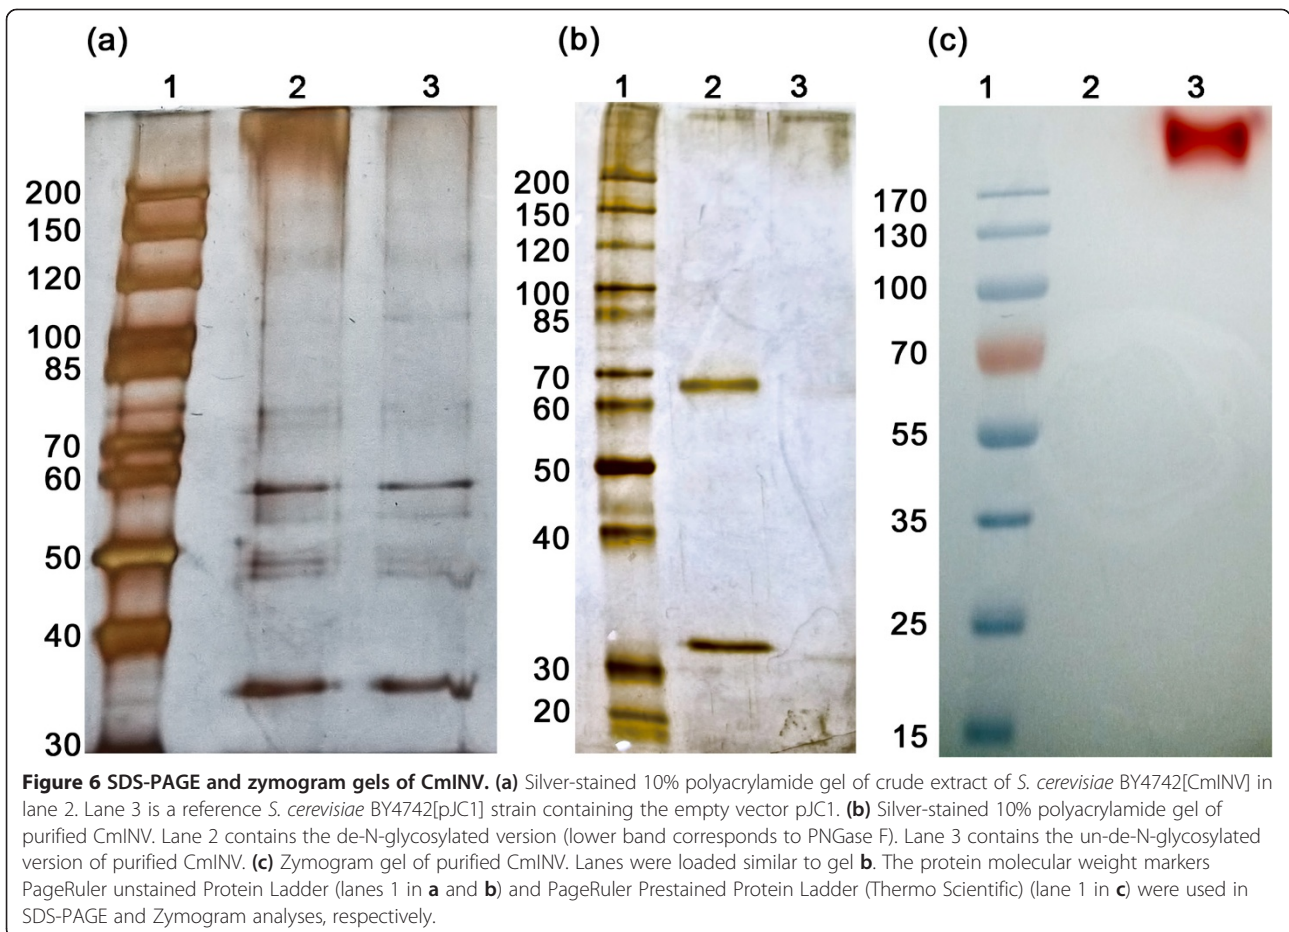 (a)
(b)
(c)
1 2 3
1 2 3
1 2 3
200
150
120
100
85
70
60
50
40
30
200
150
120
100
85
70
60
50
40
30
20
170
130
100
70
55
35
25
15
Figure 6 SDS-PAGE and zymogram gels of CmINV. (a) Silver-stained 10% polyacrylamide gel of crude extract of S. cerevisiae BY4742[CmINV] in
lane 2. Lane 3 is a reference S. cerevisiae BY4742[pJC1] strain containing the empty vector pJC1. (b) Silver-stained 10% polyacrylamide gel of
purified CmINV. Lane 2 contains the de-N-glycosylated version (lower band corresponds to PNGase F). Lane 3 contains the un-de-N-glycosylated
version of purified CmINV. (c) Zymogram gel of purified CmINV. Lanes were loaded similar to gel b. The protein molecular weight markers
PageRuler unstained Protein Ladder (lanes 1 in a and b) and PageRuler Prestained Protein Ladder (Thermo Scientific) (lane 1 in c) were used in
SDS-PAGE and Zymogram analyses, respectively.